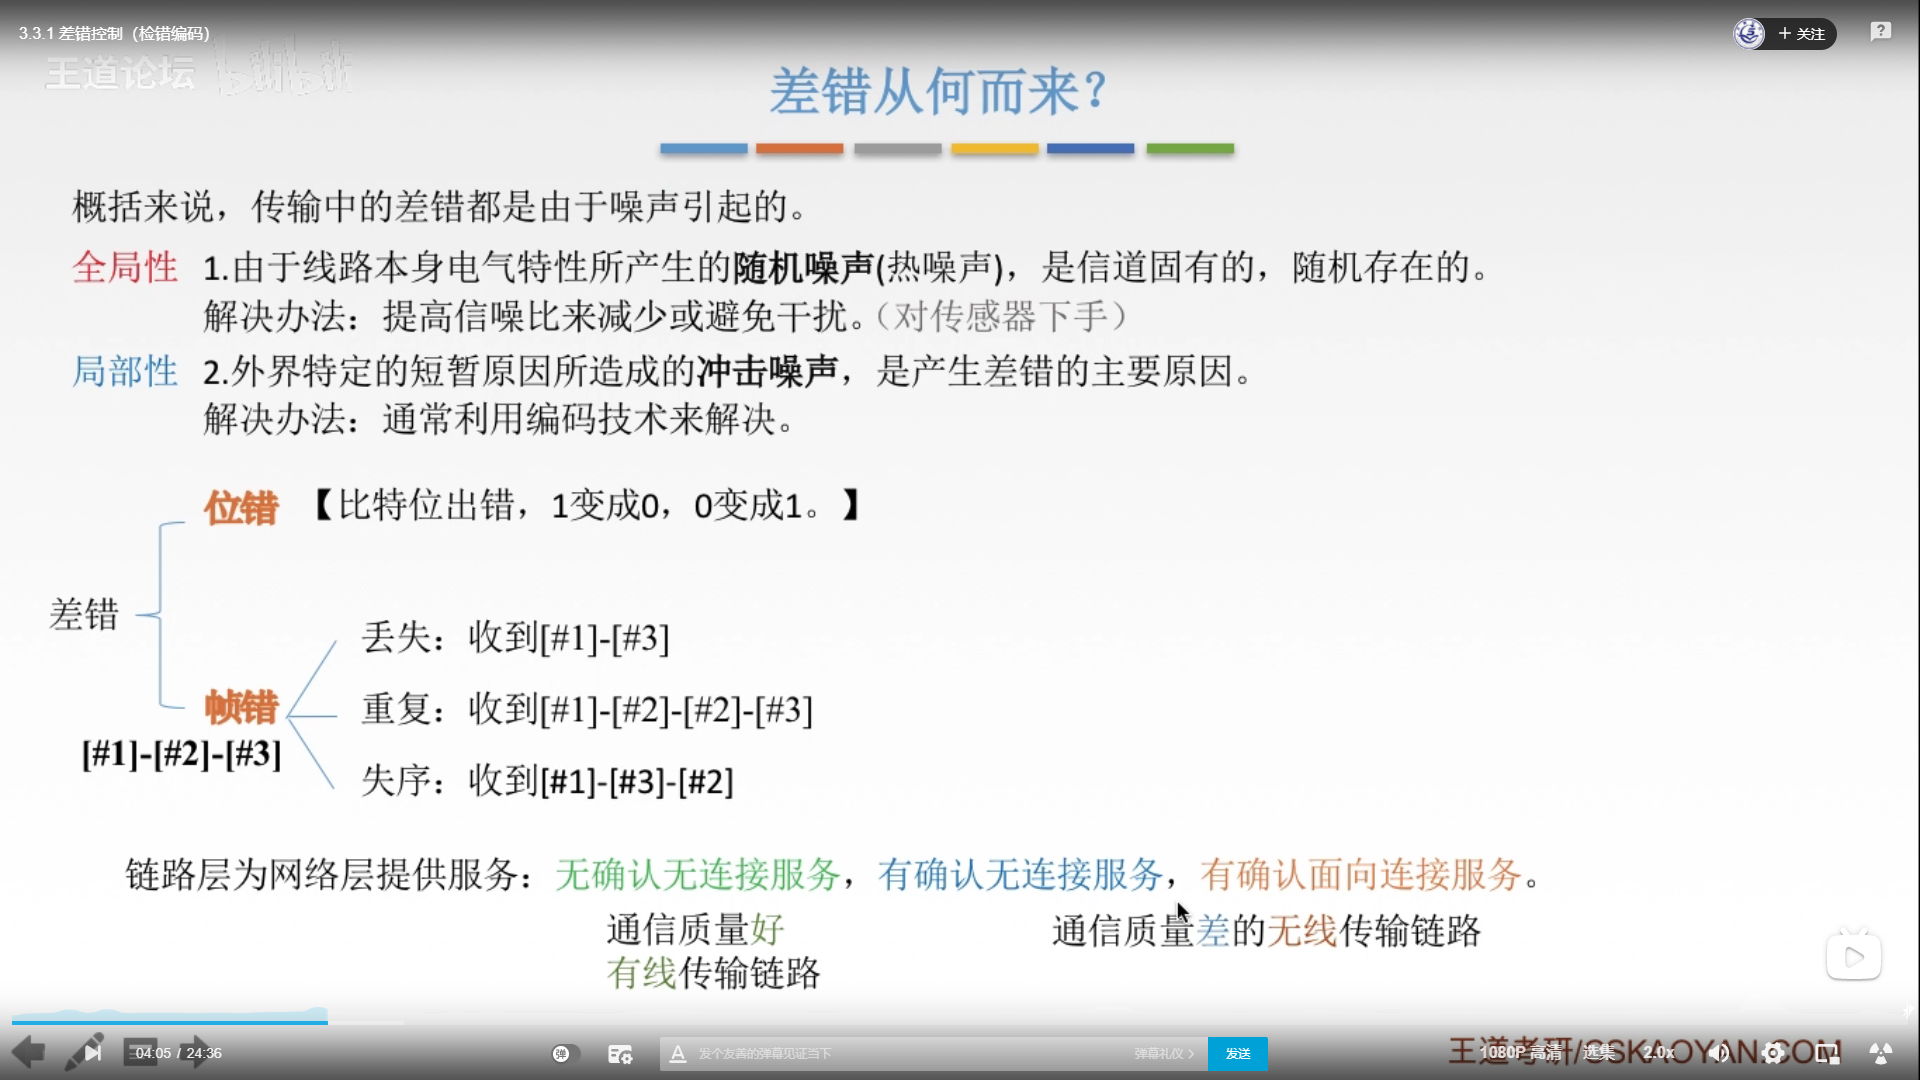 3.3.1 差错控制（检错编码）
+ 关注
王道论坛 bilibili
差错从何而来？
概括来说，传输中的差错都是由于噪声引起的。
全局性 1.由于线路本身电气特性所产生的随机噪声(热噪声)，是信道固有的，随机存在的。
解决办法：提高信噪比来减少或避免干扰。（对传感器下手）
局部性 2.外界特定的短暂原因所造成的冲击噪声，是产生差错的主要原因。
解决办法：通常利用编码技术来解决。
位错 【比特位出错，1变成0，0变成1。】
差错
丢失：收到[#1]-[#3]
帧错 重复：收到[#1]-[#2]-[#2]-[#3]
[#1]-[#2]-[#3]
失序：收到[#1]-[#3]-[#2]
链路层为网络层提供服务：无确认无连接服务，有确认无连接服务，有确认面向连接服务。
通信质量好 通信质量差的无线传输链路
有线传输链路
04:05 / 24:36
弹
A 发个友善的弹幕见证当下
弹幕礼仪 >
发送
王道考研/CSKAOYAN.COM
1080P 高清
选集
2.0x